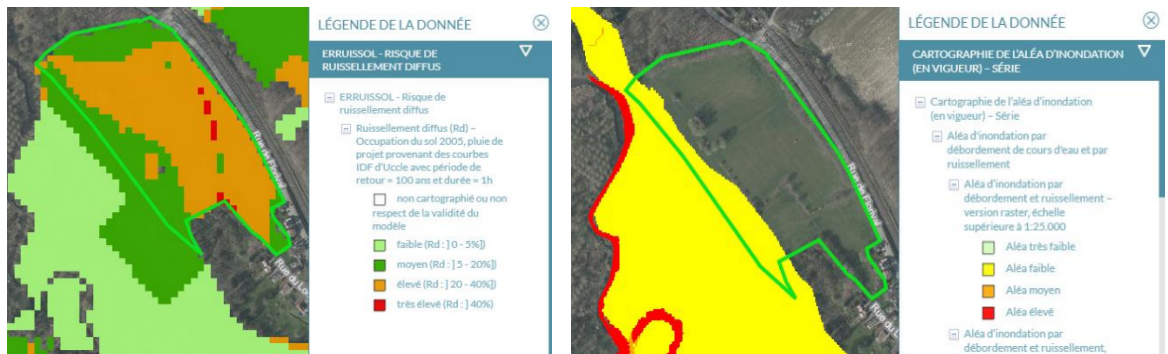 Rue de Florival
Rue du Lo
LÉGENDE DE LA DONNÉE
ERRUISSOL - RISQUE DE
RUISSELLEMENT DIFFUS
ERRUISSOL - Risque de
ruissellement diffus
Ruissellement diffus (Rd) –
Occupation du sol 2005, pluie de
projet provenant des courbes
IDF d'Uccle avec période de
retour = 100 ans et durée = 1h
non cartographié ou non
respect de la validité du
modèle
faible (Rd : ] 0 - 5%])
moyen (Rd : ] 5 - 20%])
élevé (Rd : ] 20 - 40%])
très élevé (Rd : ] 40%)
Rue de Florival
Rue du L
LÉGENDE DE LA DONNÉE
CARTOGRAPHIE DE L'ALÉA D'INONDATION
(EN VIGUEUR) – SÉRIE
Cartographie de l'aléa d'inondation
(en vigueur) – Série
Aléa d'inondation par
débordement de cours d'eau et par
ruissellement
Aléa d'inondation par
débordement et ruissellement –
version raster, échelle
supérieure à 1:25.000
Aléa très faible
Aléa faible
Aléa moyen
Aléa élevé
Aléa d'inondation par
débordement et ruissellement,